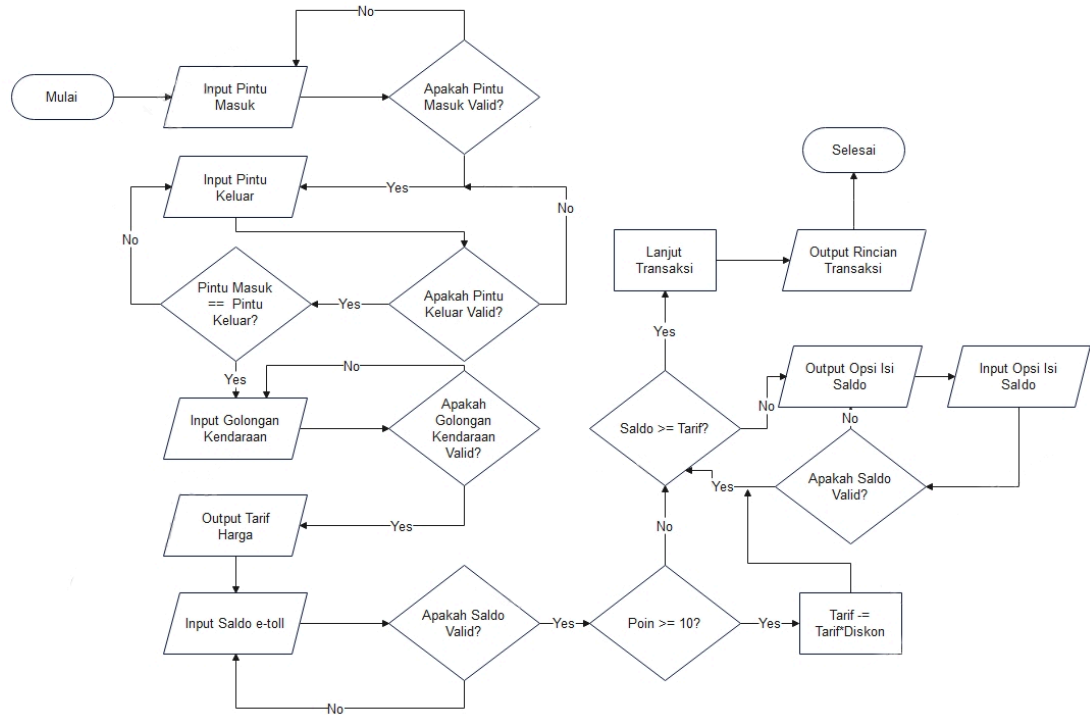 No
Mulai
Input Pintu
Masuk
Apakah Pintu
Masuk Valid?
Input Pintu
Keluar
Yes
No
No
Pintu Masuk
== Pintu
Keluar?
Yes
Apakah Pintu
Keluar Valid?
Yes
No
Input Golongan
Kendaraan
Apakah
Golongan
Kendaraan
Valid?
Output Tarif
Harga
Yes
Input Saldo e-toll
Apakah Saldo
Valid?
Yes
No
Poin >= 10?
Yes
Tarif -=
Tarif*Diskon
No
Saldo >= Tarif?
No
Output Opsi Isi
Saldo
Input Opsi Isi
Saldo
No
Apakah Saldo
Valid?
Yes
Yes
Lanjut
Transaksi
Output Rincian
Transaksi
Selesai